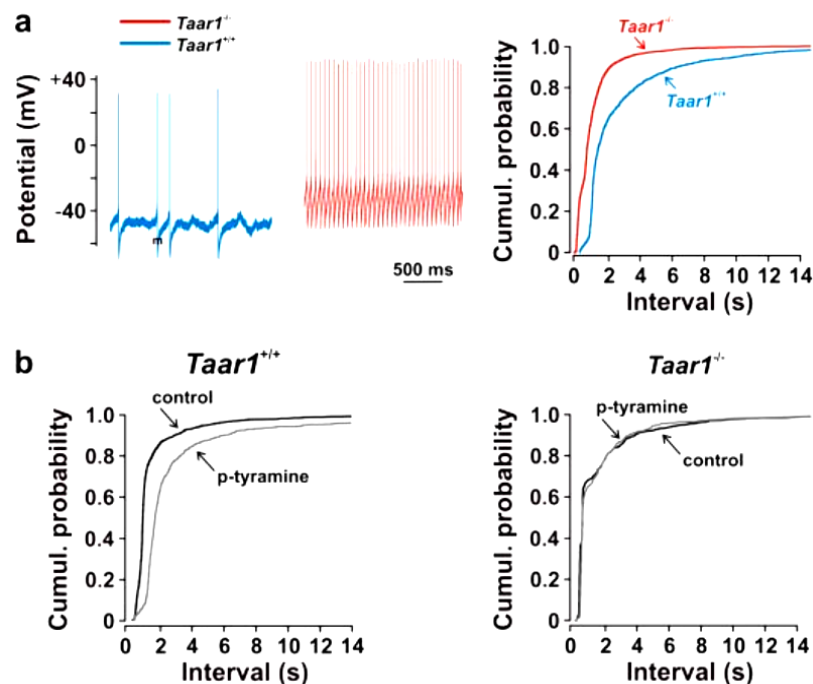 a
Taar1-/-
Taar1+/+
Potential (mV)
+40
0
-40
m
500 ms
Cumul. probability
1.0
0.8
0.6
0.4
0.2
0
Taar1-/-
Taar1+/+
0 2 4 6 8 10 12 14
Interval (s)
b
Taar1+/+
Cumul. probability
1.0
0.8
0.6
0.4
0.2
0
control
p-tyramine
0 2 4 6 8 10 12 14
Interval (s)
Taar1-/-
Cumul. probability
1.0
0.8
0.6
0.4
0.2
0
p-tyramine
control
0 2 4 6 8 10 12 14
Interval (s)